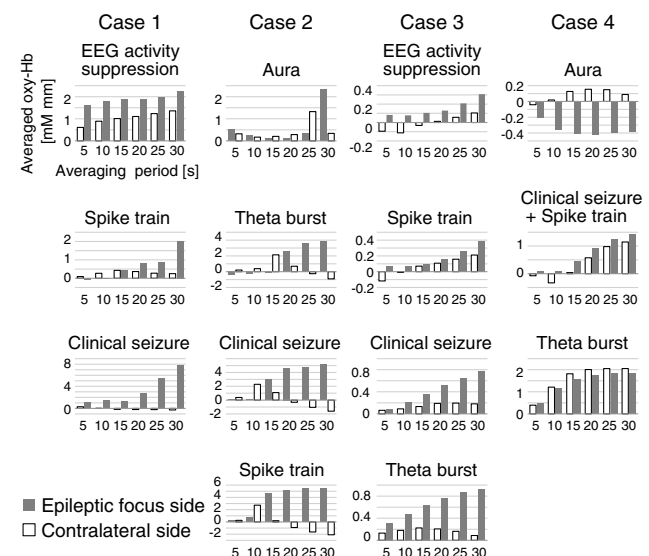 Case 1 Case 2 Case 3 Case 4
EEG activity suppression Aura EEG activity suppression Aura
Averaged oxy-Hb [mM mm]
2 1 0
5 10 15 20 25 30
Averaging period [s]
2 1 0
5 10 15 20 25 30
0.4 0.2 0 -0.2
5 10 15 20 25 30
0.2 0 -0.2 -0.4
5 10 15 20 25 30
Spike train Theta burst Spike train Clinical seizure + Spike train
2 1 0
5 10 15 20 25 30
4 2 0 -2
5 10 15 20 25 30
0.4 0.2 0 -0.2
5 10 15 20 25 30
1 0
5 10 15 20 25 30
Clinical seizure Clinical seizure Clinical seizure Theta burst
8 4 0
5 10 15 20 25 30
4 2 0 -2
5 10 15 20 25 30
0.8 0.4 0
5 10 15 20 25 30
2 1 0
5 10 15 20 25 30
Spike train Theta burst
6 4 2 0 -2
5 10 15 20 25 30
0.8 0.4 0
5 10 15 20 25 30
Epileptic focus side
Contralateral side